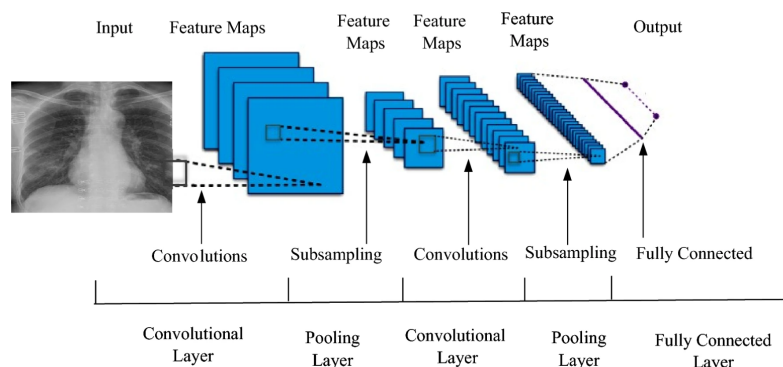 Input
Feature Maps
Feature
Maps
Feature
Maps
Feature
Maps
Output
Convolutions
Subsampling
Convolutions
Subsampling
Fully Connected
Convolutional
Layer
Pooling
Layer
Convolutional
Layer
Pooling
Layer
Fully Connected
Layer